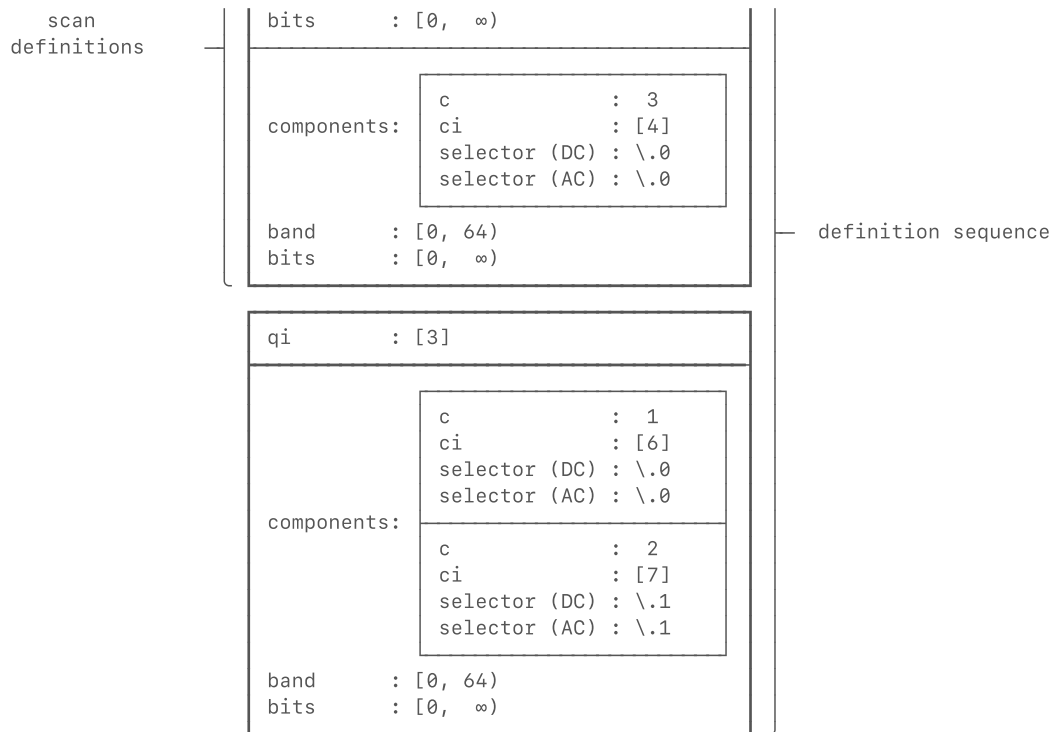 scan
definitions
bits : [0, ∞)
components:
c : 3
ci : [4]
selector (DC) : \.0
selector (AC) : \.0
band : [0, 64)
bits : [0, ∞)
definition sequence
qi : [3]
components:
c : 1
ci : [6]
selector (DC) : \.0
selector (AC) : \.0
c : 2
ci : [7]
selector (DC) : \.1
selector (AC) : \.1
band : [0, 64)
bits : [0, ∞)